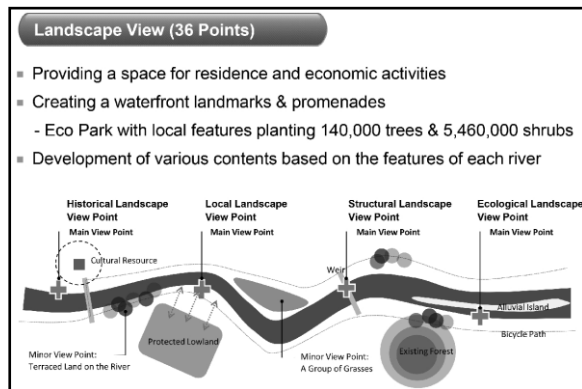 Landscape View (36 Points)
Providing a space for residence and economic activities
Creating a waterfront landmarks & promenades
- Eco Park with local features planting 140,000 trees & 5,460,000 shrubs
Development of various contents based on the features of each river
Historical Landscape
View Point
Main View Point
Local Landscape
View Point
Main View Point
Structural Landscape
View Point
Main View Point
Ecological Landscape
View Point
Main View Point
Cultural Resource
Weir
Alluvial Island
Bicycle Path
Protected Lowland
Existing Forest
Minor View Point:
Terraced Land on the River
Minor View Point:
A Group of Grasses